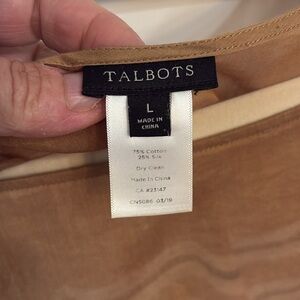 TALBOTS
L
MADE IN
CHINA
75% Cotton
25% Silk
Dry Clean
Made in China
CA #23147
CN5086 03/19